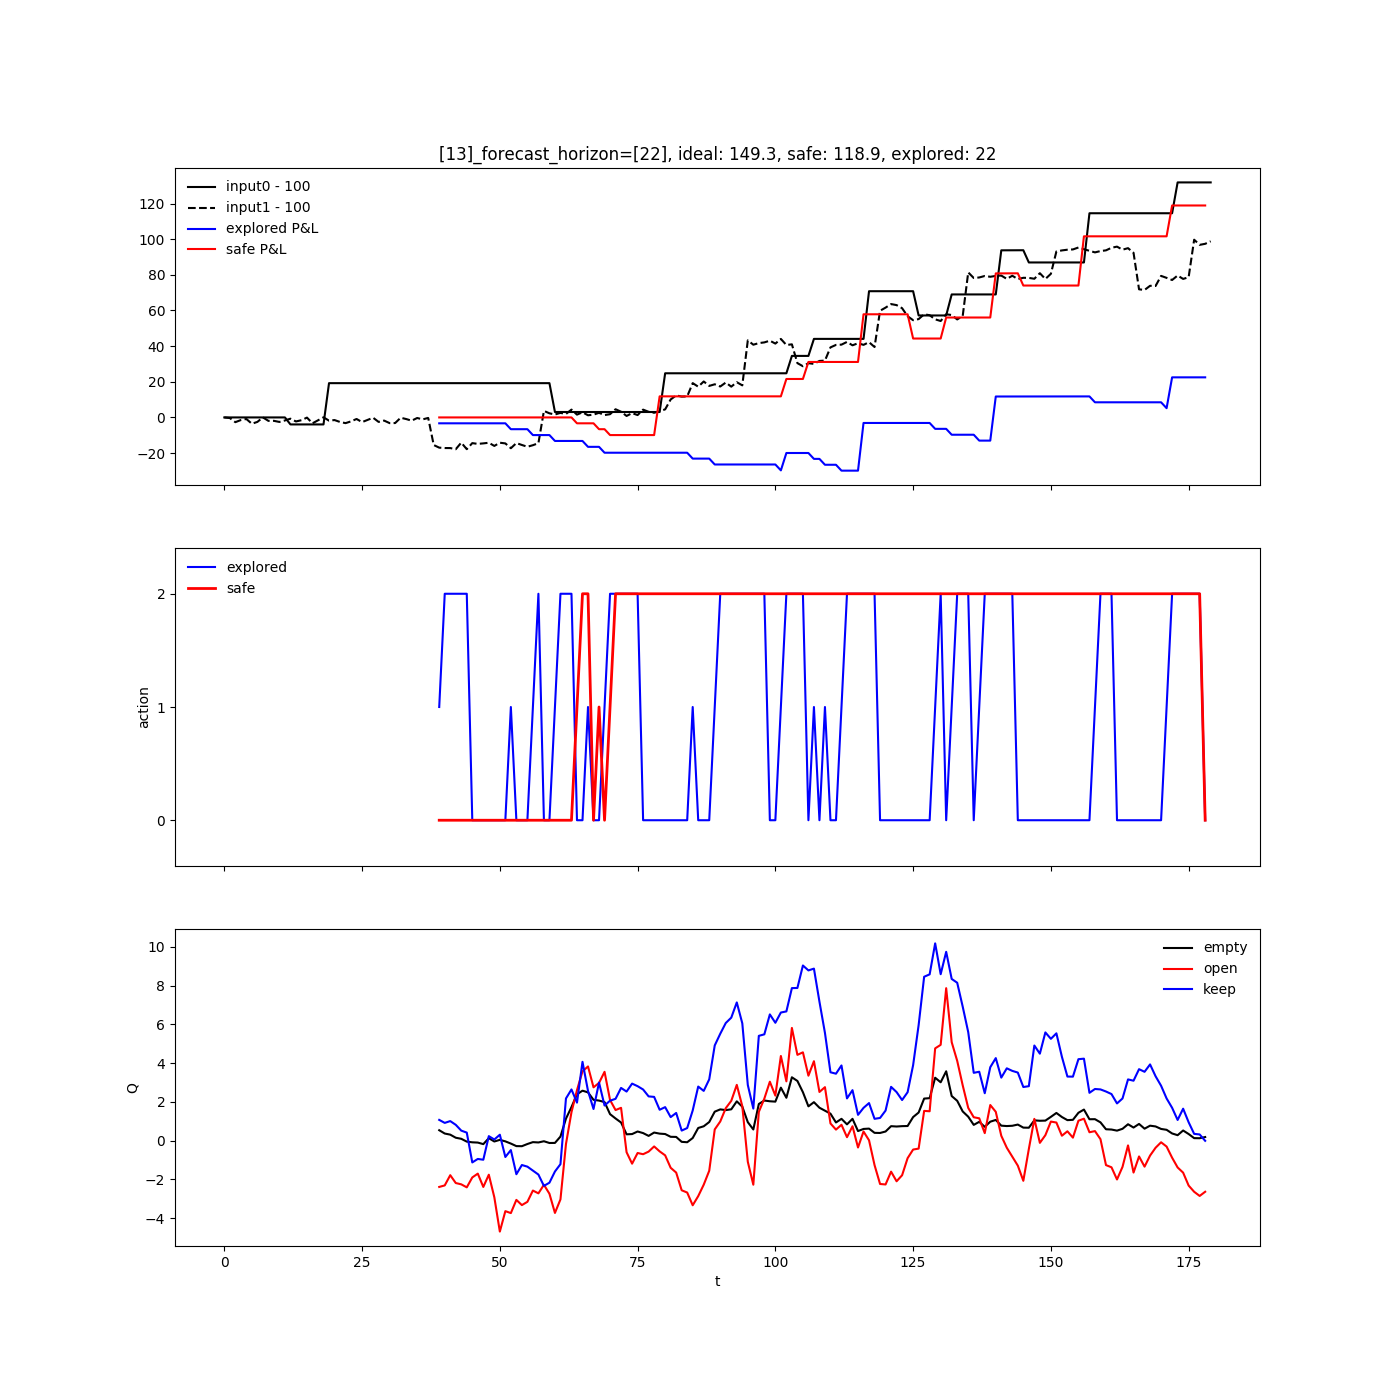 [13]_forecast_horizon=[22], ideal: 149.3, safe: 118.9, explored: 22
input0 - 100
input1 - 100
explored P&L
safe P&L
120
100
80
60
40
20
0
−20
explored
safe
2
1
0
action
empty
open
keep
10
8
6
4
2
0
−2
−4
Q
0 25 50 75 100 125 150 175
t